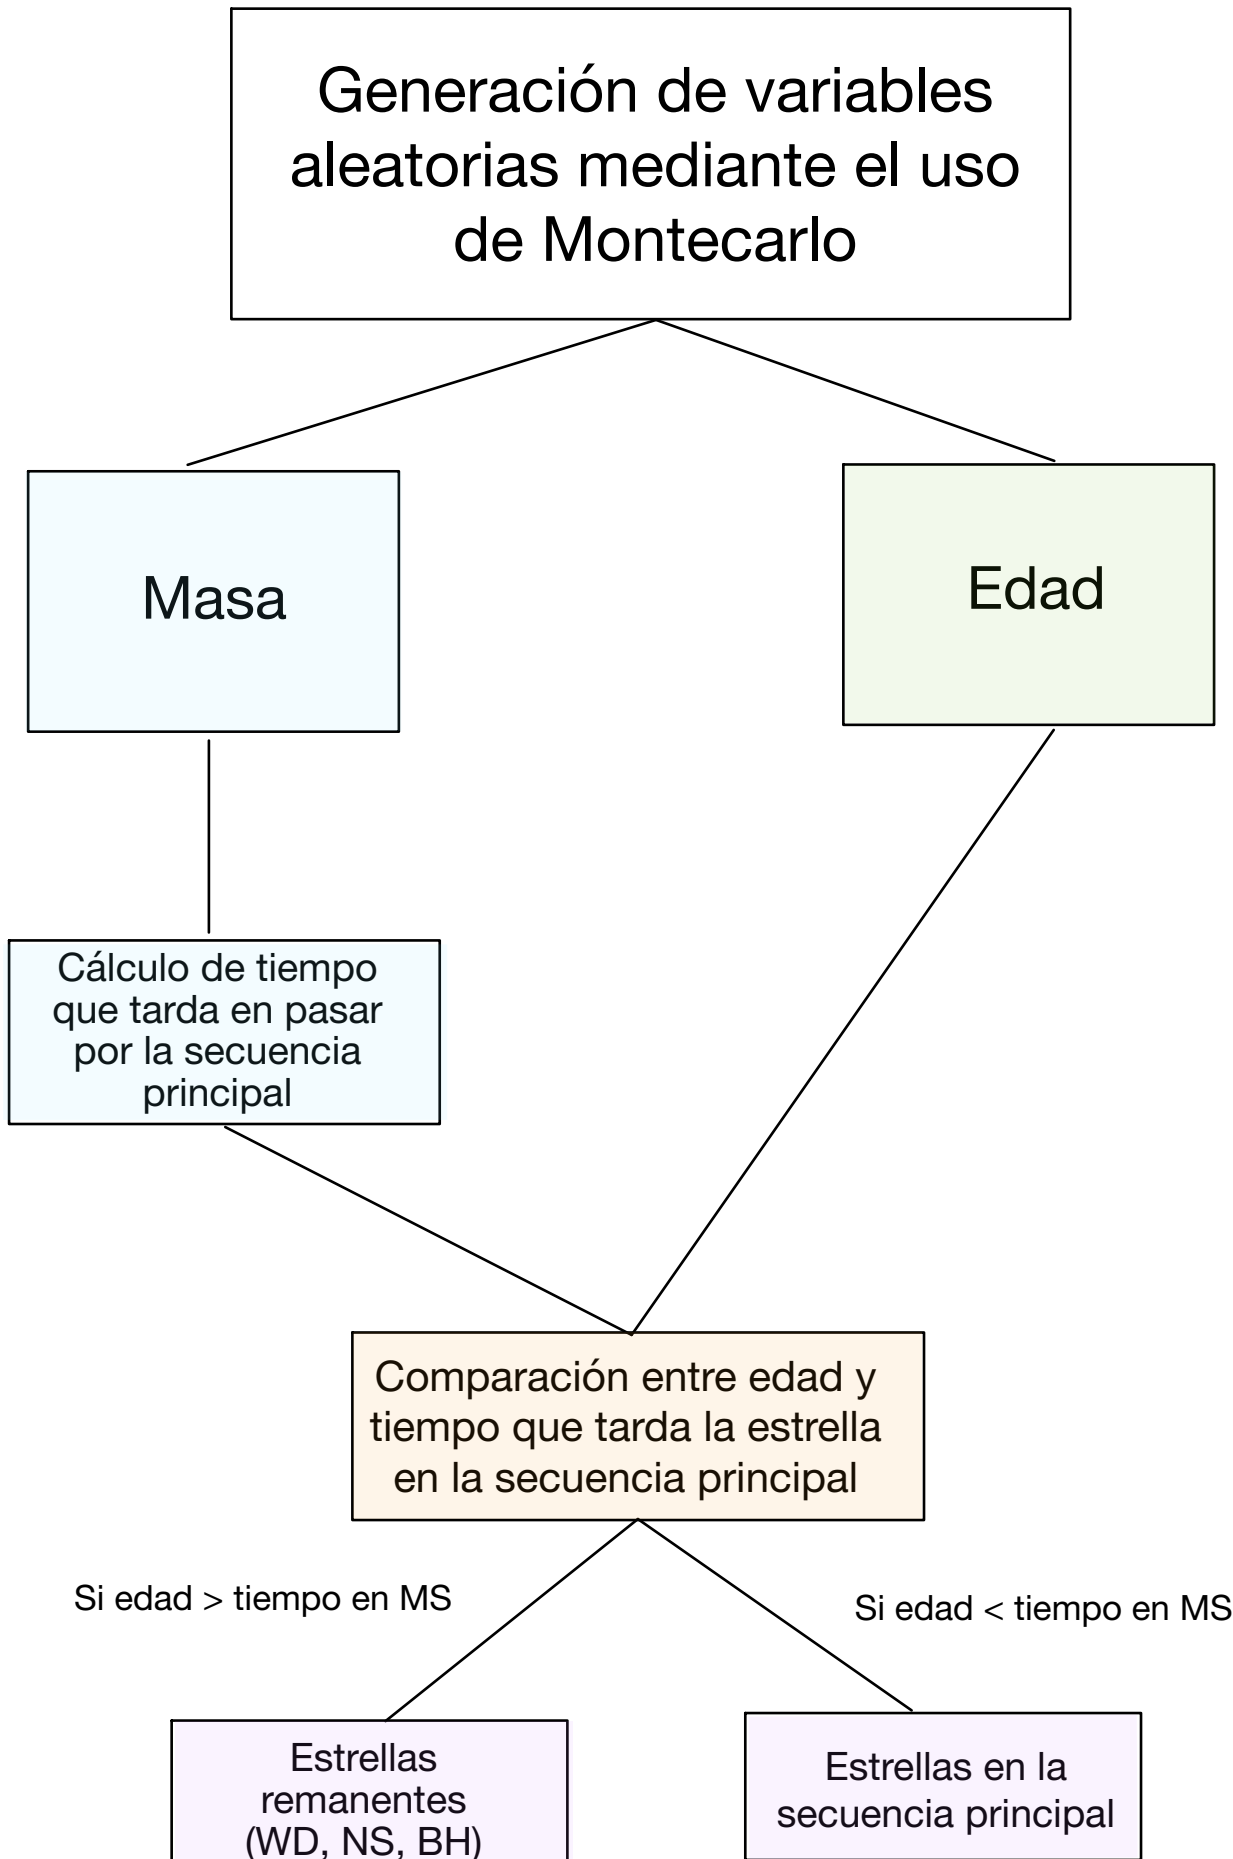 Generación de variables
aleatorias mediante el uso
de Montecarlo
Masa
Edad
Cálculo de tiempo
que tarda en pasar
por la secuencia
principal
Comparación entre edad y
tiempo que tarda la estrella
en la secuencia principal
Si edad > tiempo en MS
Si edad < tiempo en MS
Estrellas
remanentes
(WD, NS, BH)
Estrellas en la
secuencia principal